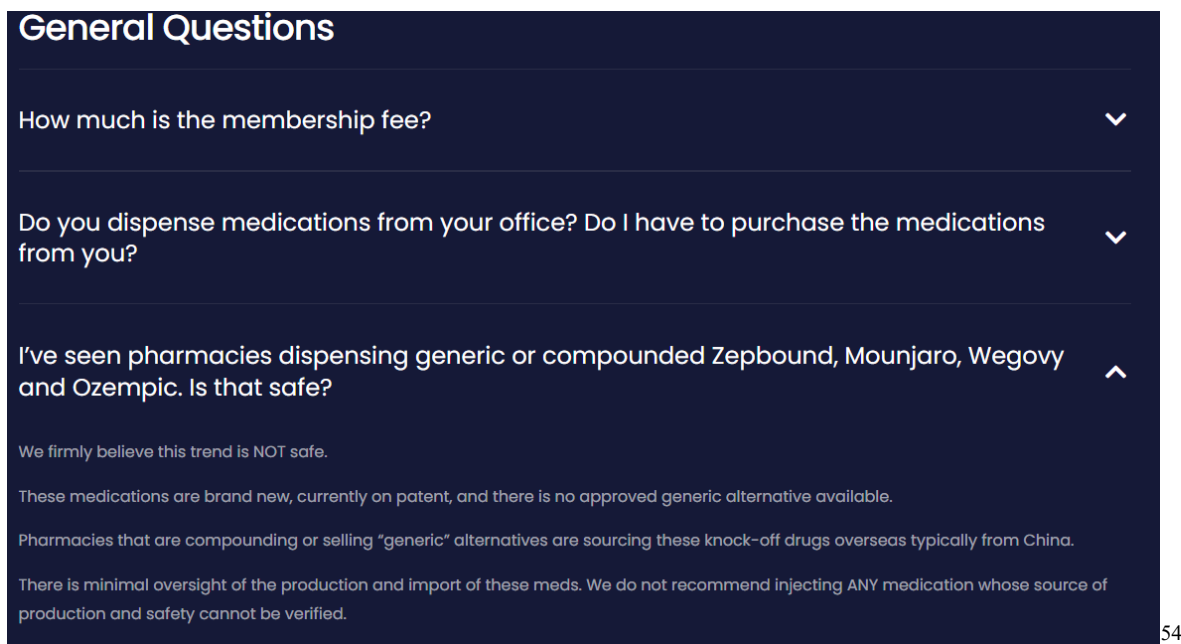 General Questions
How much is the membership fee?
Do you dispense medications from your office? Do I have to purchase the medications
from you?
I’ve seen pharmacies dispensing generic or compounded Zepbound, Mounjaro, Wegovy
and Ozempic. Is that safe?
We firmly believe this trend is NOT safe.
These medications are brand new, currently on patent, and there is no approved generic alternative available.
Pharmacies that are compounding or selling “generic” alternatives are sourcing these knock-off drugs overseas typically from China.
There is minimal oversight of the production and import of these meds. We do not recommend injecting ANY medication whose source of
production and safety cannot be verified.
54